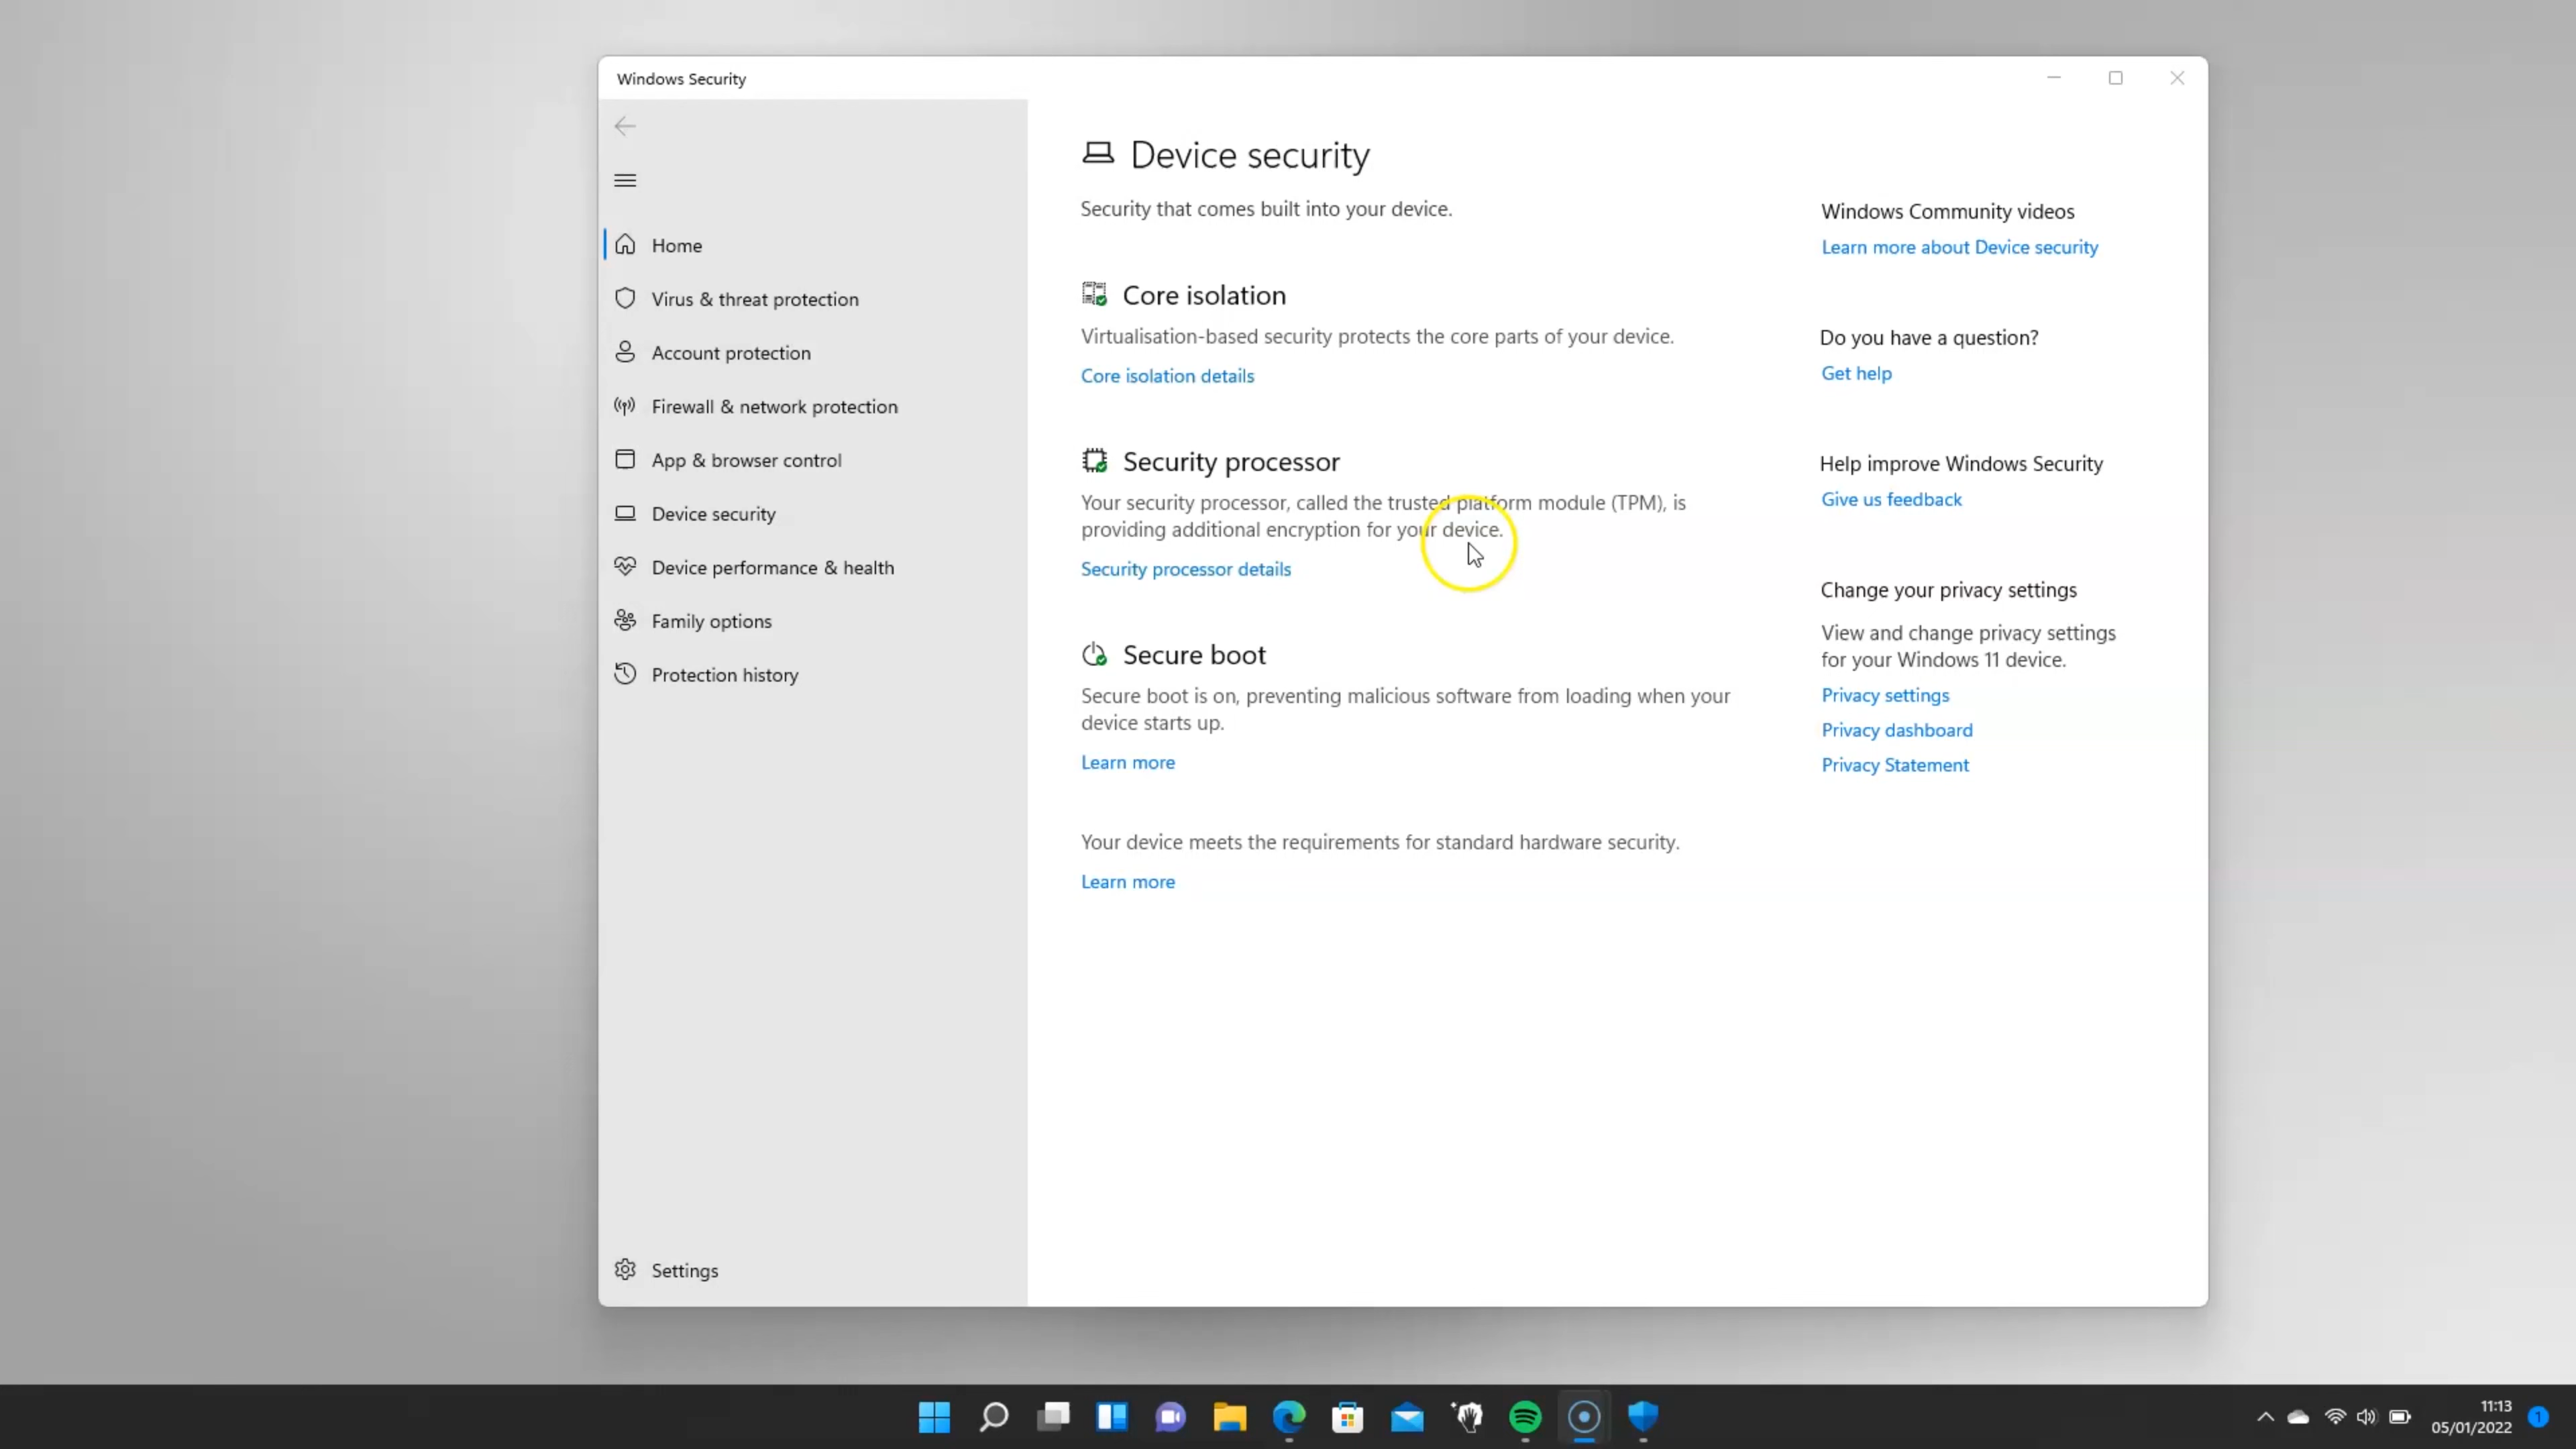 Windows Security
Home
Virus & threat protection
Account protection
Firewall & network protection
App & browser control
Device security
Device performance & health
Family options
Protection history
Settings
Device security
Security that comes built into your device.
Core isolation
Virtualisation-based security protects the core parts of your device.
Core isolation details
Security processor
Your security processor, called the trusted platform module (TPM), is
providing additional encryption for your device.
Security processor details
Secure boot
Secure boot is on, preventing malicious software from loading when your
device starts up.
Learn more
Your device meets the requirements for standard hardware security.
Learn more
Windows Community videos
Learn more about Device security
Do you have a question?
Get help
Help improve Windows Security
Give us feedback
Change your privacy settings
View and change privacy settings
for your Windows 11 device.
Privacy settings
Privacy dashboard
Privacy Statement
11:13
05/01/2022
1